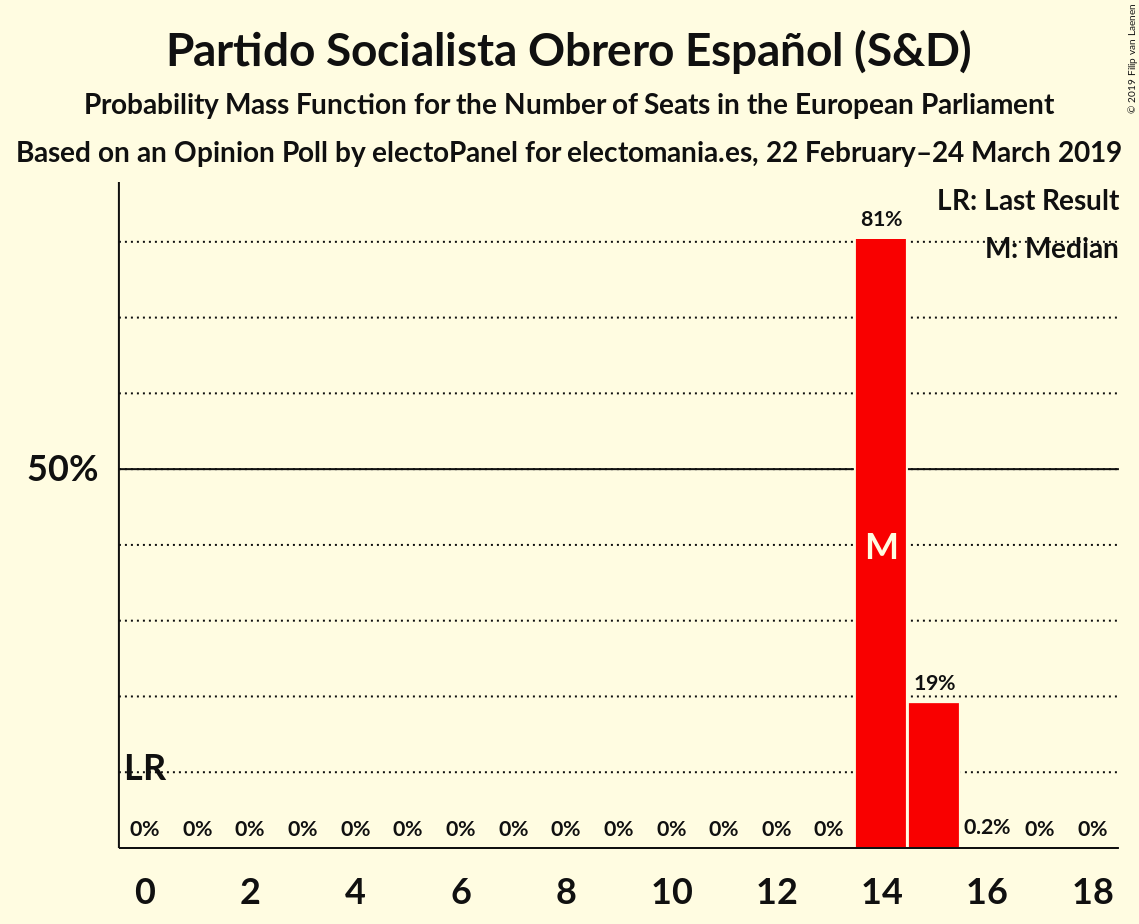 Partido Socialista Obrero Español (S&D)
Probability Mass Function for the Number of Seats in the European Parliament
Based on an Opinion Poll by electoPanel for electomania.es, 22 February–24 March 2019
© 2019 Filip van Laenen
LR: Last Result
M: Median
81%
50%
M
19%
LR
0% 0% 0% 0% 0% 0% 0% 0% 0% 0% 0% 0% 0% 0% 0.2% 0% 0%
0 2 4 6 8 10 12 14 16 18